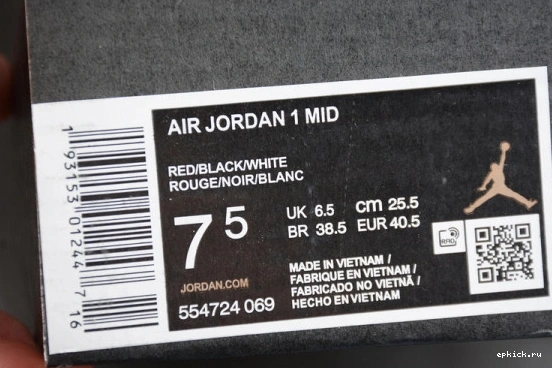 AIR JORDAN 1 MID
RED/BLACK/WHITE
ROUGE/NOIR/BLANC
7 5
UK 6.5 CM 25.5
BR 38.5 EUR 40.5
JORDAN.COM
554724 069
MADE IN VIETNAM /
FABRIQUE EN VIETNAM /
FABRICADO NO VIETNÃ /
HECHO EN VIETNAM
RFID
1 93153 01244 7 16
epkick.ru